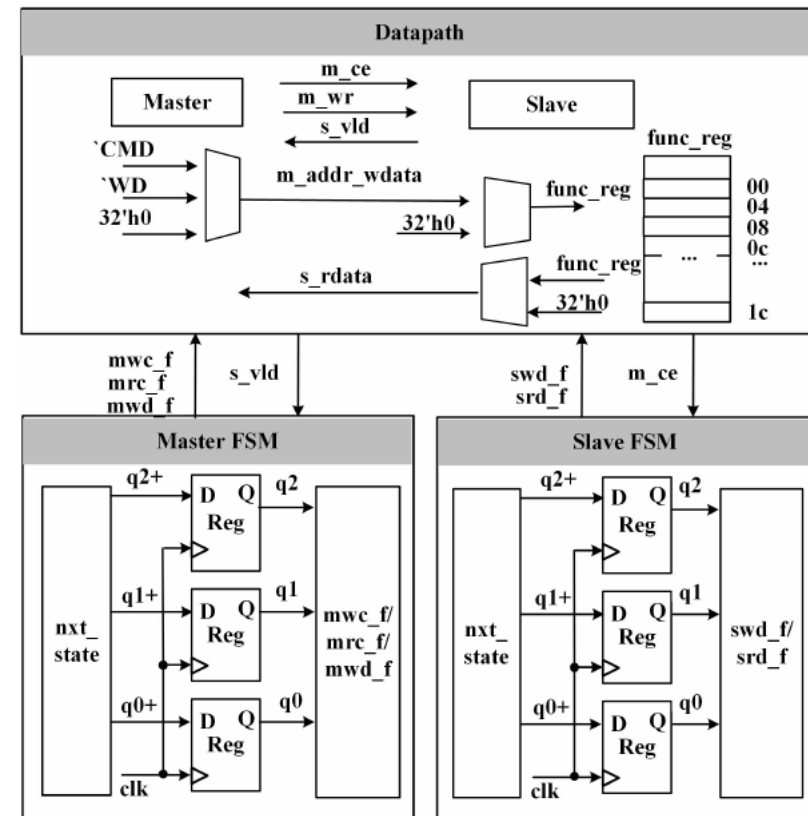 Datapath
Master
m_ce
m_wr
s_vld
Slave
func_reg
`CMD
`WD
32'h0
m_addr_wdata
32'h0
func_reg
00
04
08
0c
...
...
1c
s_rdata
func_reg
32'h0
mwc_f
mrc_f
mwd_f
s_vld
swd_f
srd_f
m_ce
Master FSM
q2+
D Q
Reg
q2
q1+
D Q
Reg
q1
nxt_
state
mwc_f/
mrc_f/
mwd_f
q0+
D Q
Reg
q0
clk
Slave FSM
q2+
D Q
Reg
q2
q1+
D Q
Reg
q1
nxt_
state
swd_f/
srd_f
q0+
D Q
Reg
q0
clk